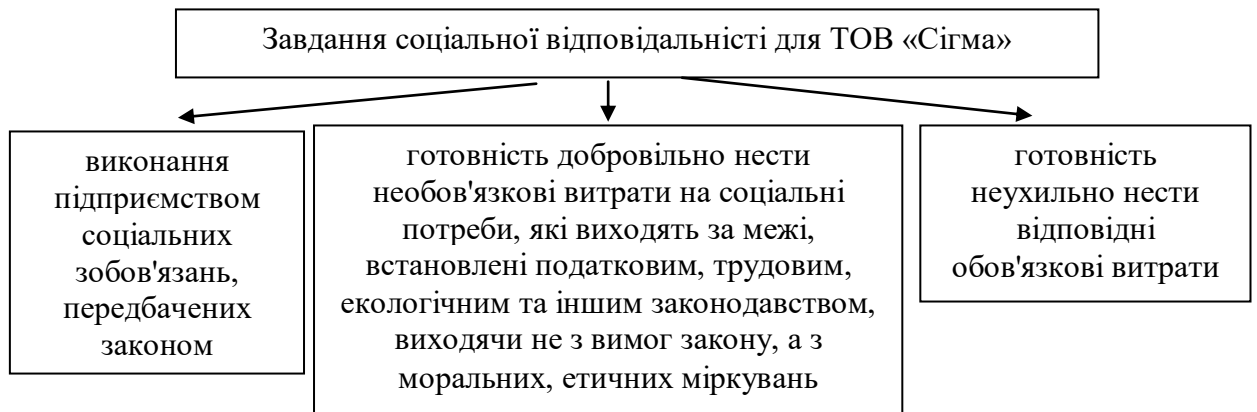 Завдання соціальної відповідальністі для ТОВ «Сігма»
виконання
підприємством
соціальних
зобов'язань,
передбачених
законом
готовність добровільно нести
необов'язкові витрати на соціальні
потреби, які виходять за межі,
встановлені податковим, трудовим,
екологічним та іншим законодавством,
виходячи не з вимог закону, а з
моральних, етичних міркувань
готовність
неухильно нести
відповідні
обов'язкові витрати